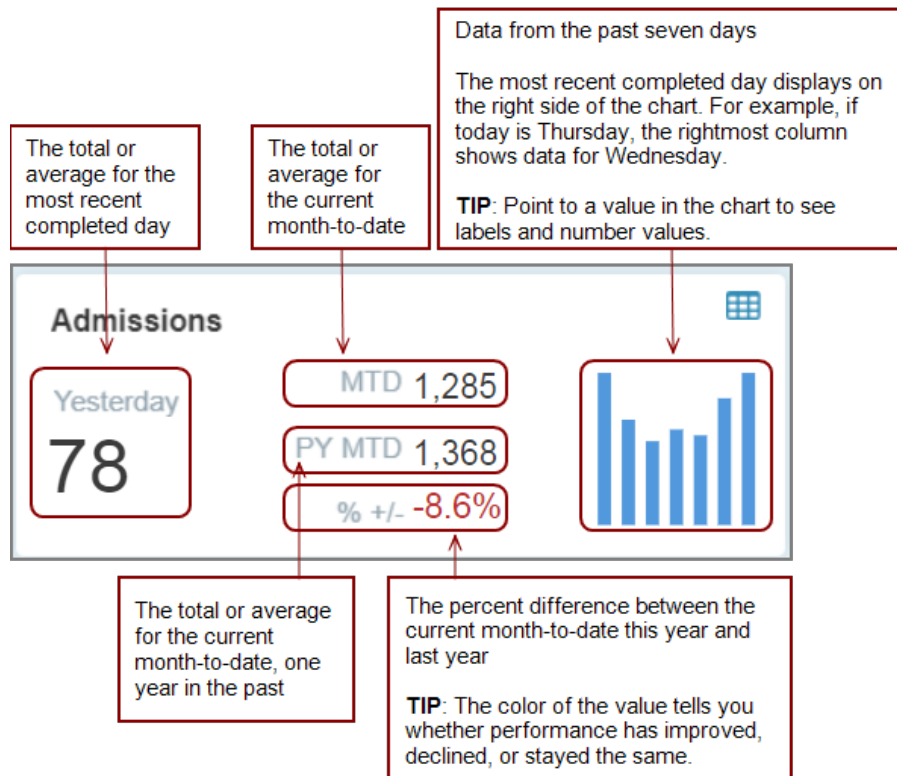 Data from the past seven days
The most recent completed day displays on
the right side of the chart. For example, if
today is Thursday, the rightmost column
shows data for Wednesday.
TIP: Point to a value in the chart to see
labels and number values.
The total or
average for the
most recent
completed day
The total or
average for
the current
month-to-date
Admissions
Yesterday
78
MTD 1,285
PY MTD 1,368
% +/- -8.6%
The total or average
for the current
month-to-date, one
year in the past
The percent difference between the
current month-to-date this year and
last year
TIP: The color of the value tells you
whether performance has improved,
declined, or stayed the same.